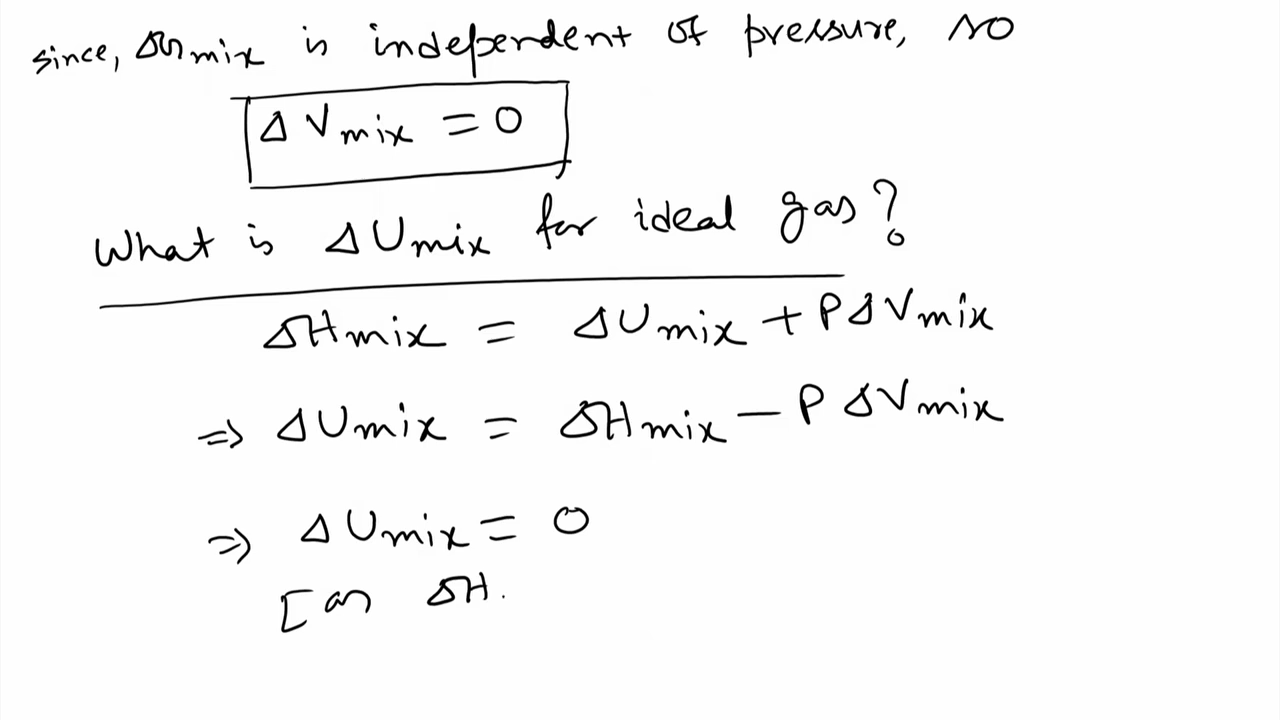 since, ΔGmix is independent of pressure, so
ΔVmix = 0
What is ΔUmix for ideal gas?
ΔHmix = ΔUmix + PΔVmix
⇒ ΔUmix = ΔHmix – PΔVmix
⇒ ΔUmix = 0
[as ΔH.